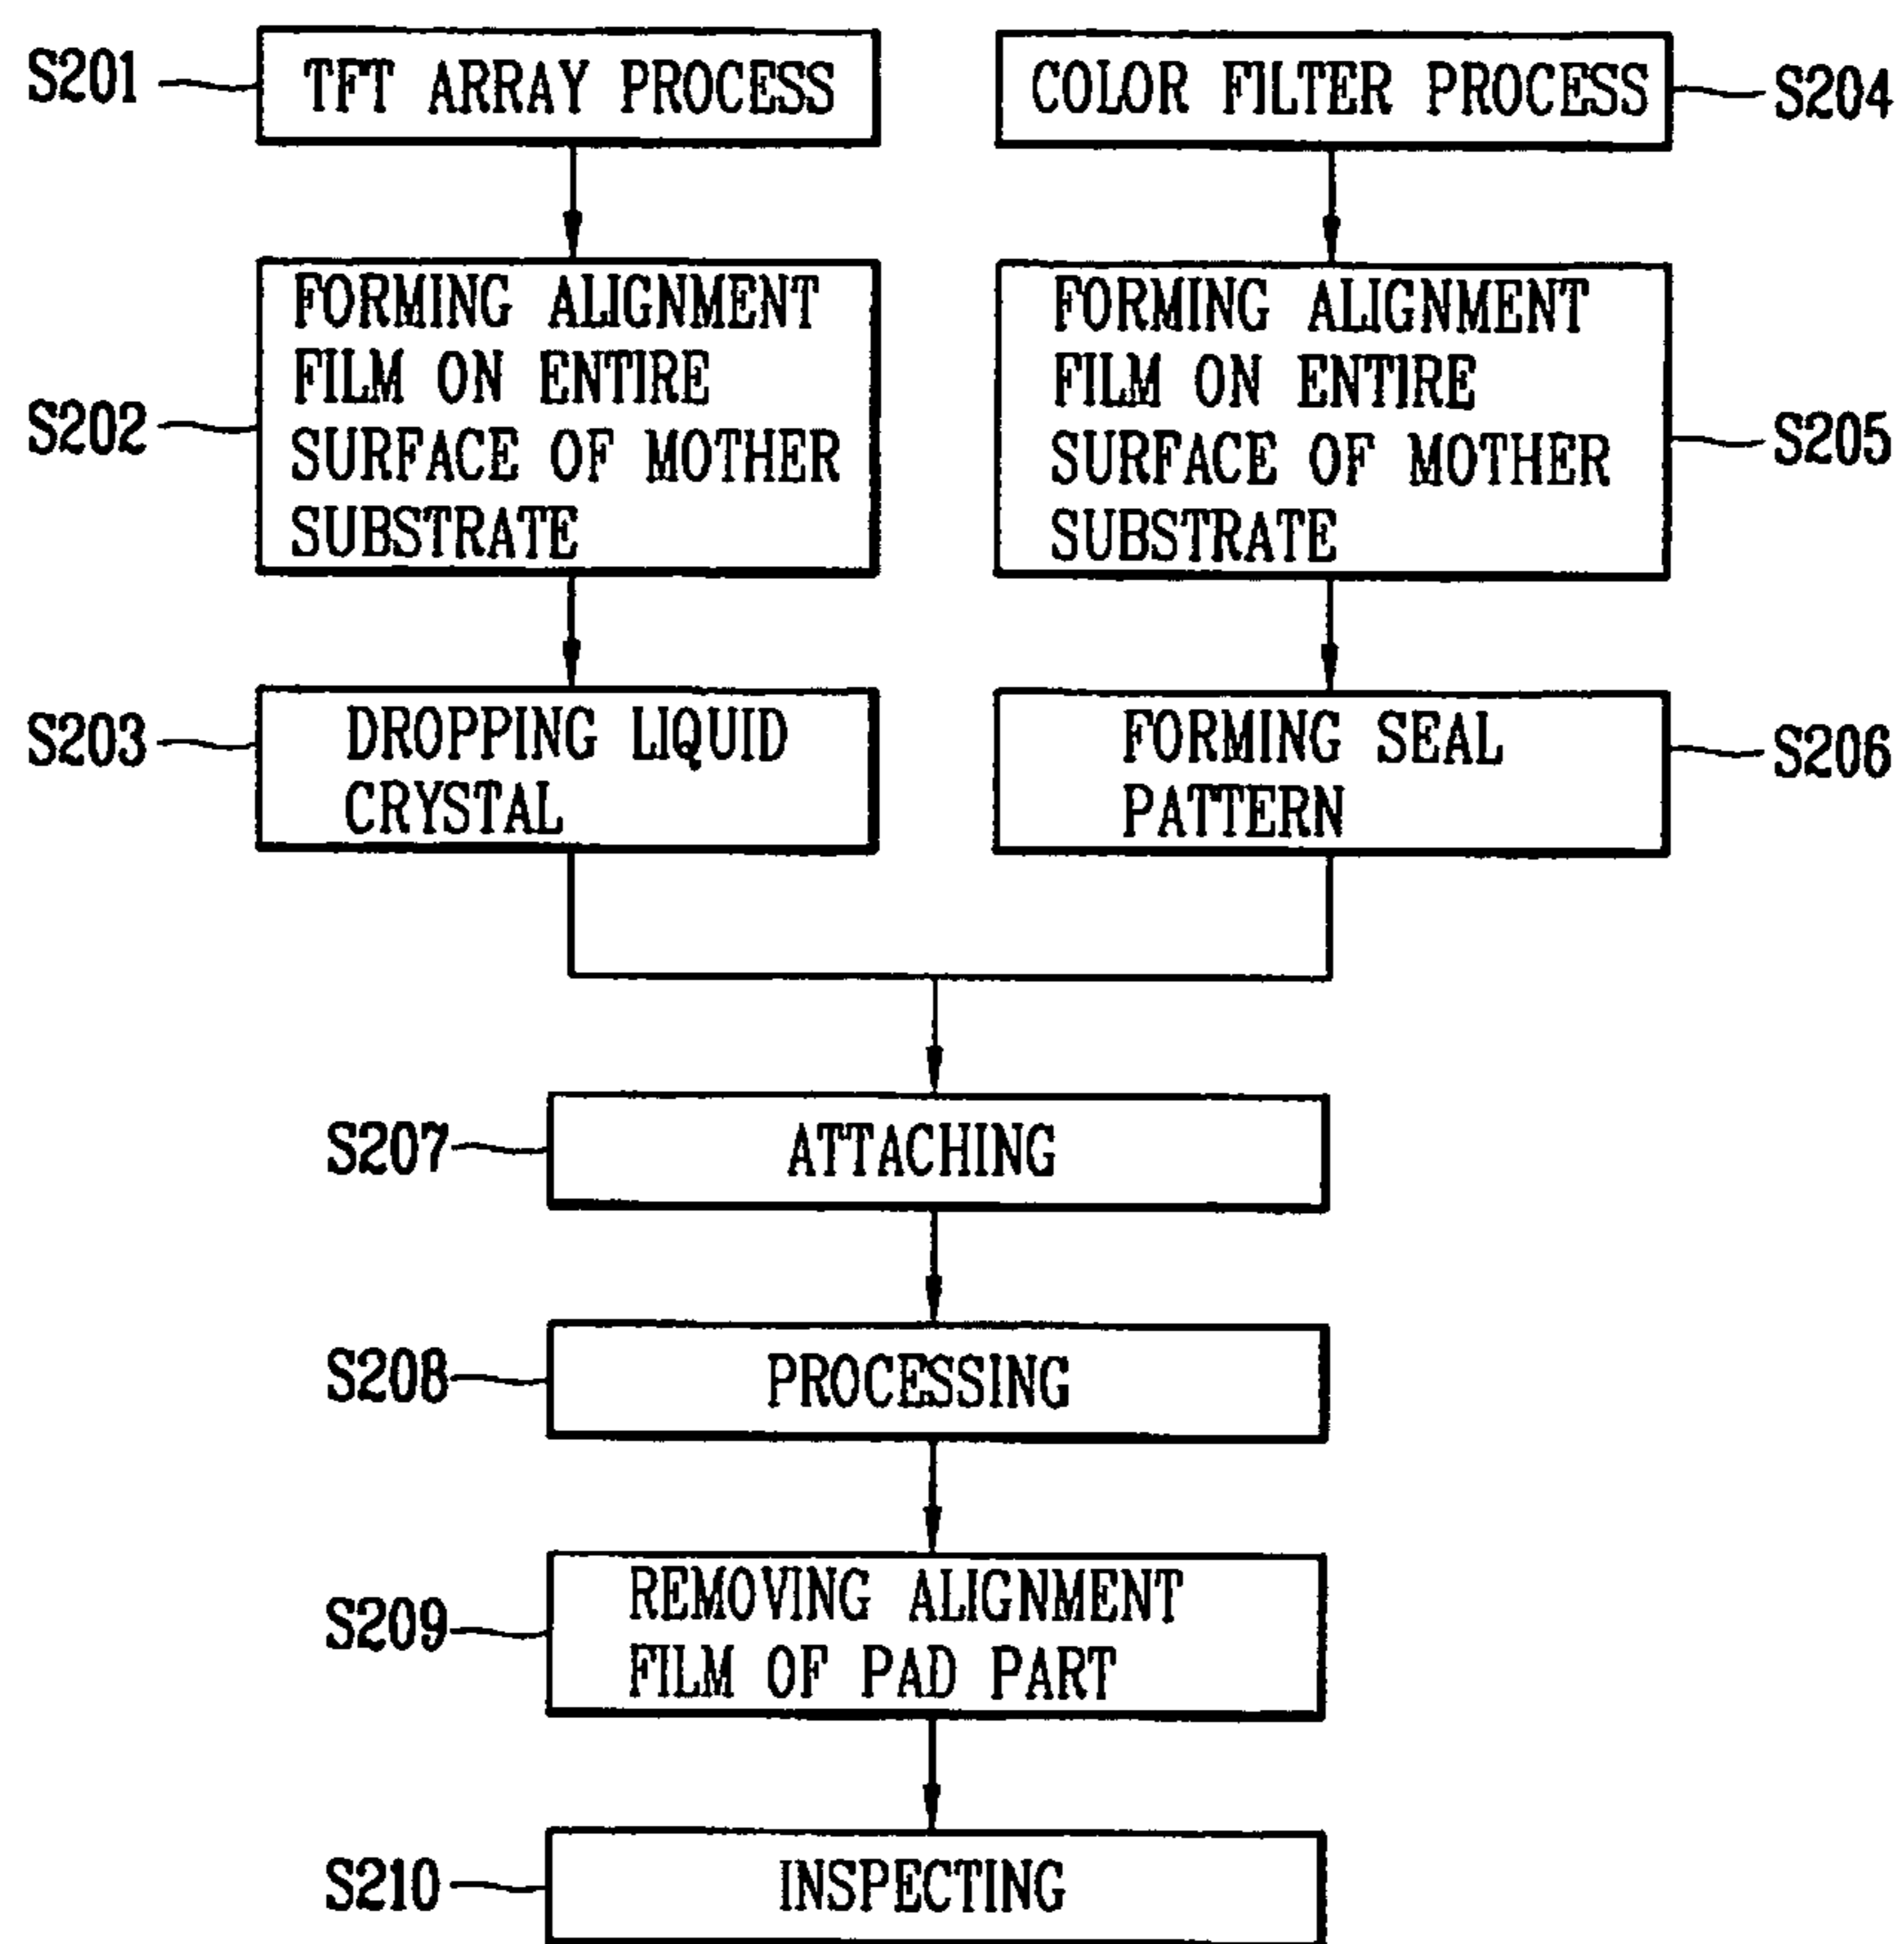 S201
TFT ARRAY PROCESS
COLOR FILTER PROCESS
S204
S202
FORMING ALIGNMENT
FILM ON ENTIRE
SURFACE OF MOTHER
SUBSTRATE
FORMING ALIGNMENT
FILM ON ENTIRE
SURFACE OF MOTHER
SUBSTRATE
S205
S203
DROPPING LIQUID
CRYSTAL
FORMING SEAL
PATTERN
S206
S207
ATTACHING
S208
PROCESSING
S209
REMOVING ALIGNMENT
FILM OF PAD PART
S210
INSPECTING